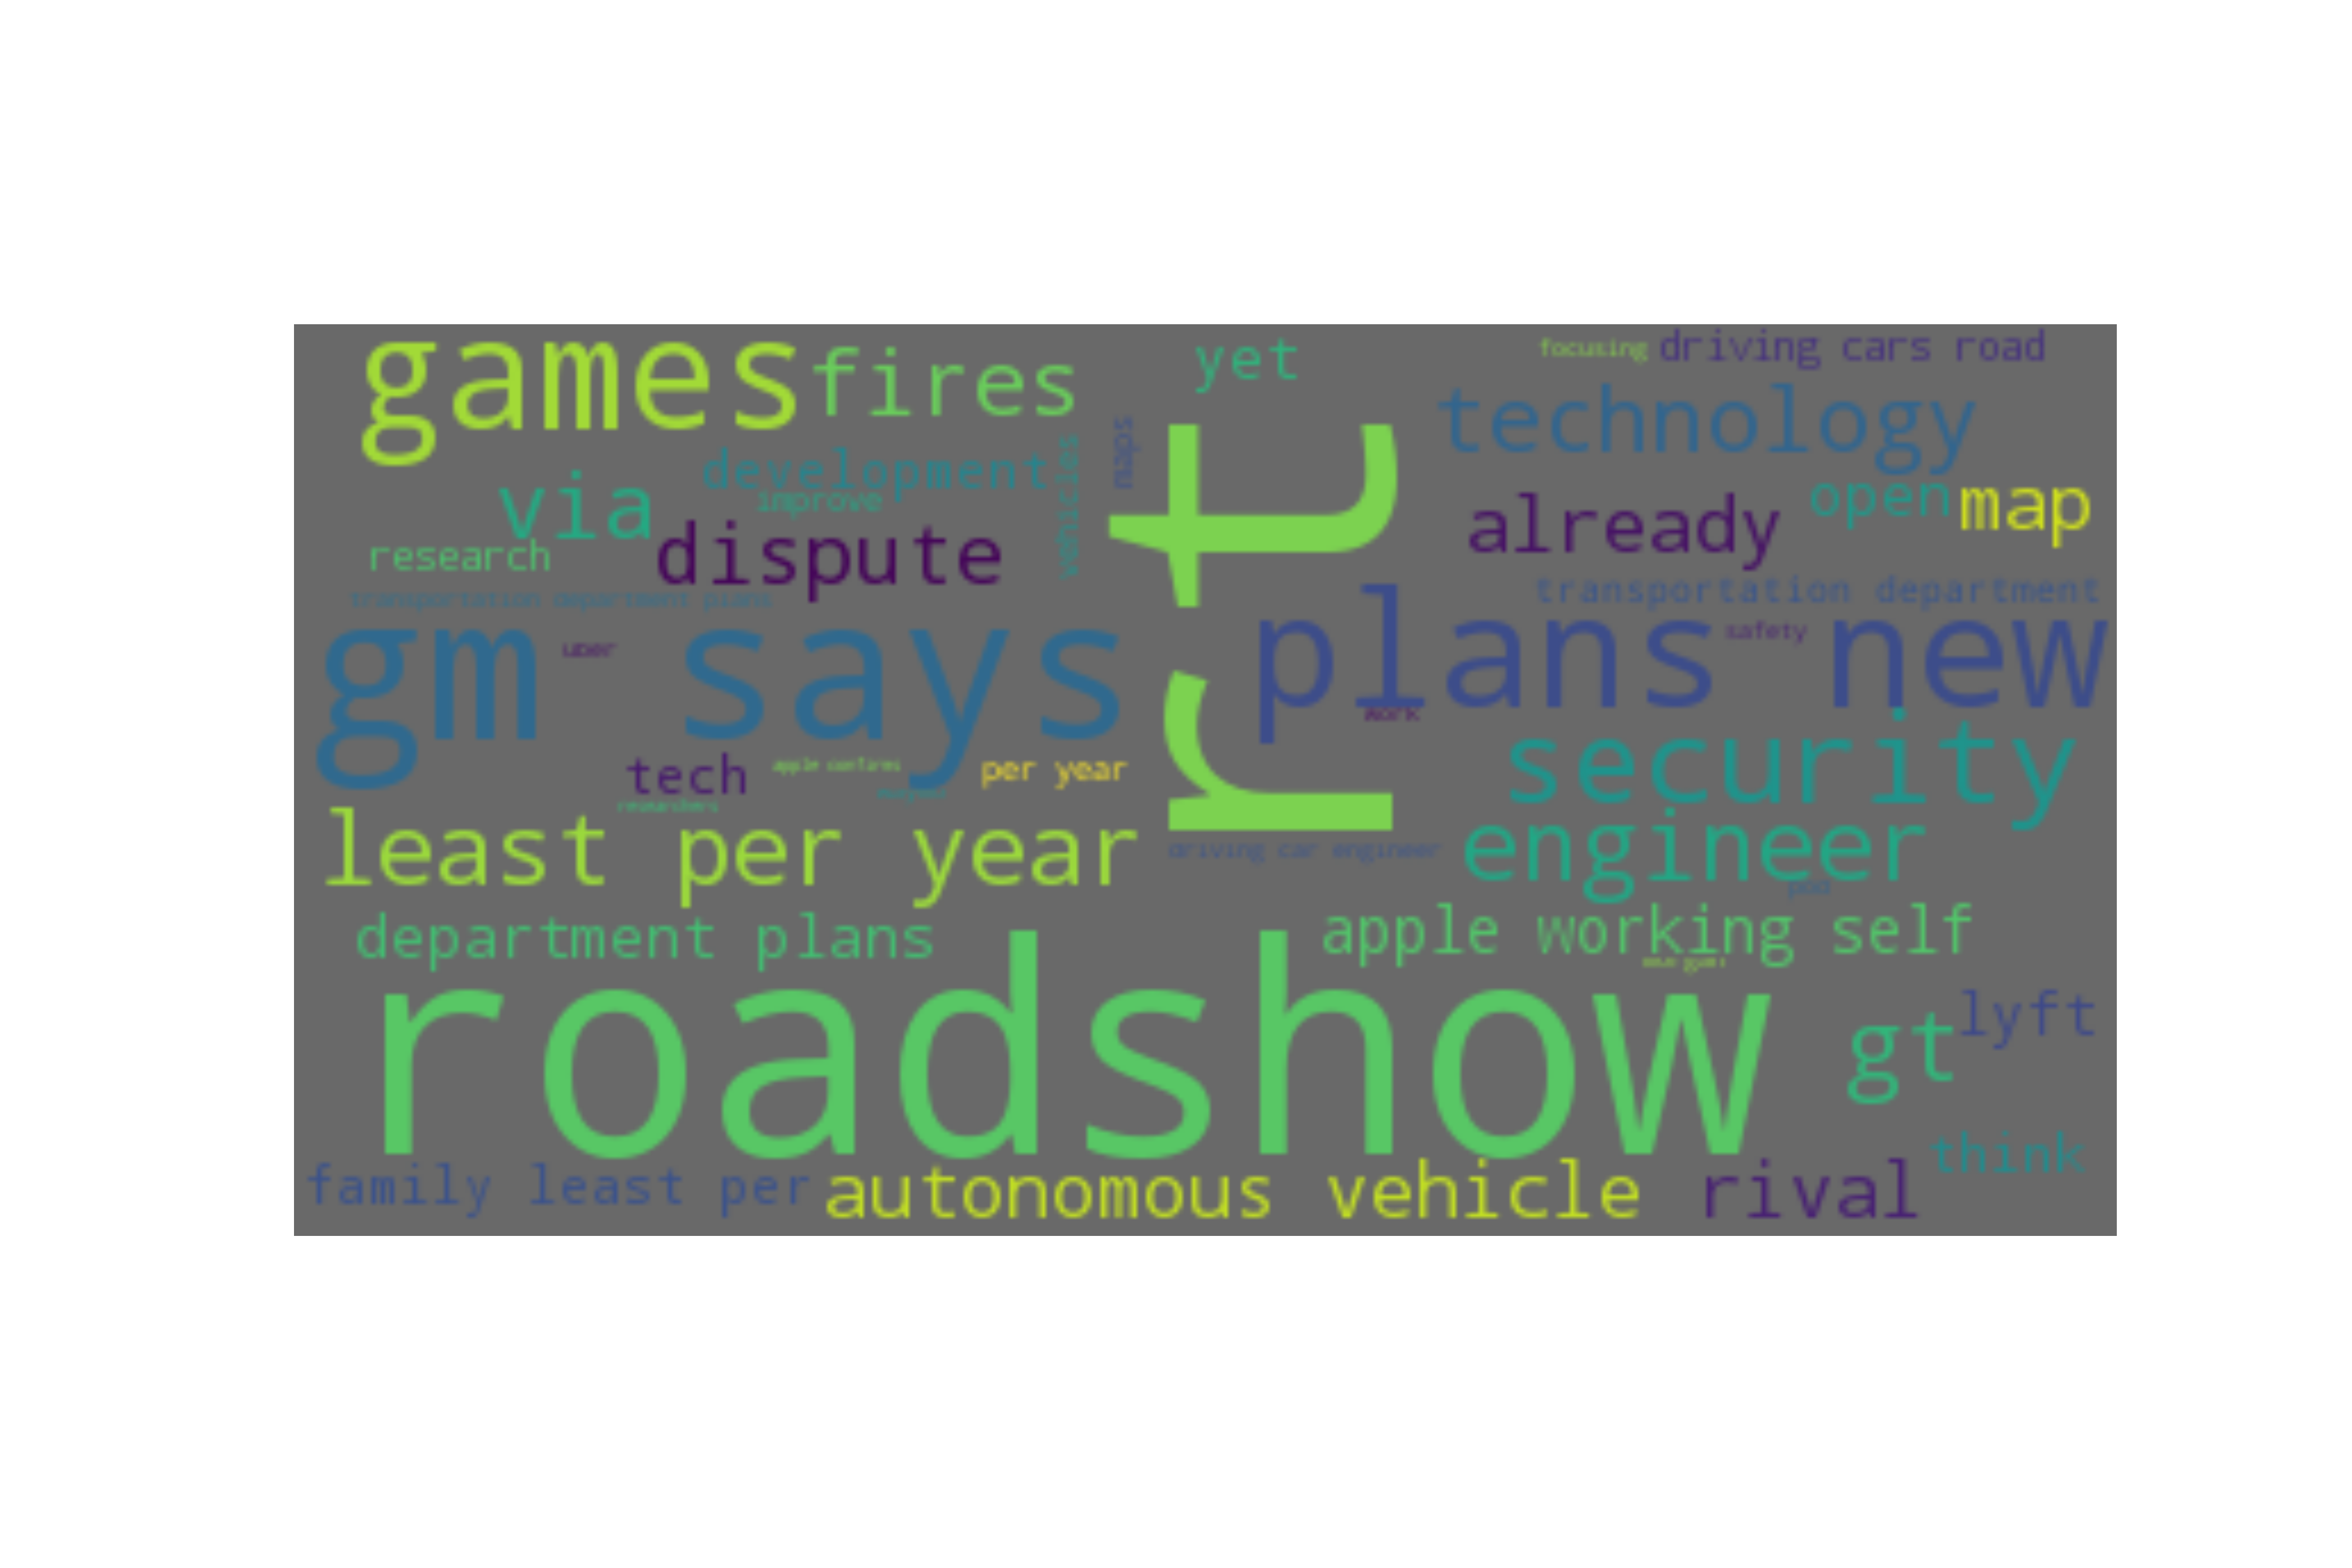 focusing driving cars road
games fires yet
technology
maps
development vehicles
via improve open map
already
research dispute
transportation department plans transportation department
rt
gm says uber plans new safety
work
security
tech apple confirms per year
researchers
least per year driving car engineer engineer
pod
department plans apple working self
roadshow gt lyft
think
family least per autonomous vehicle rival